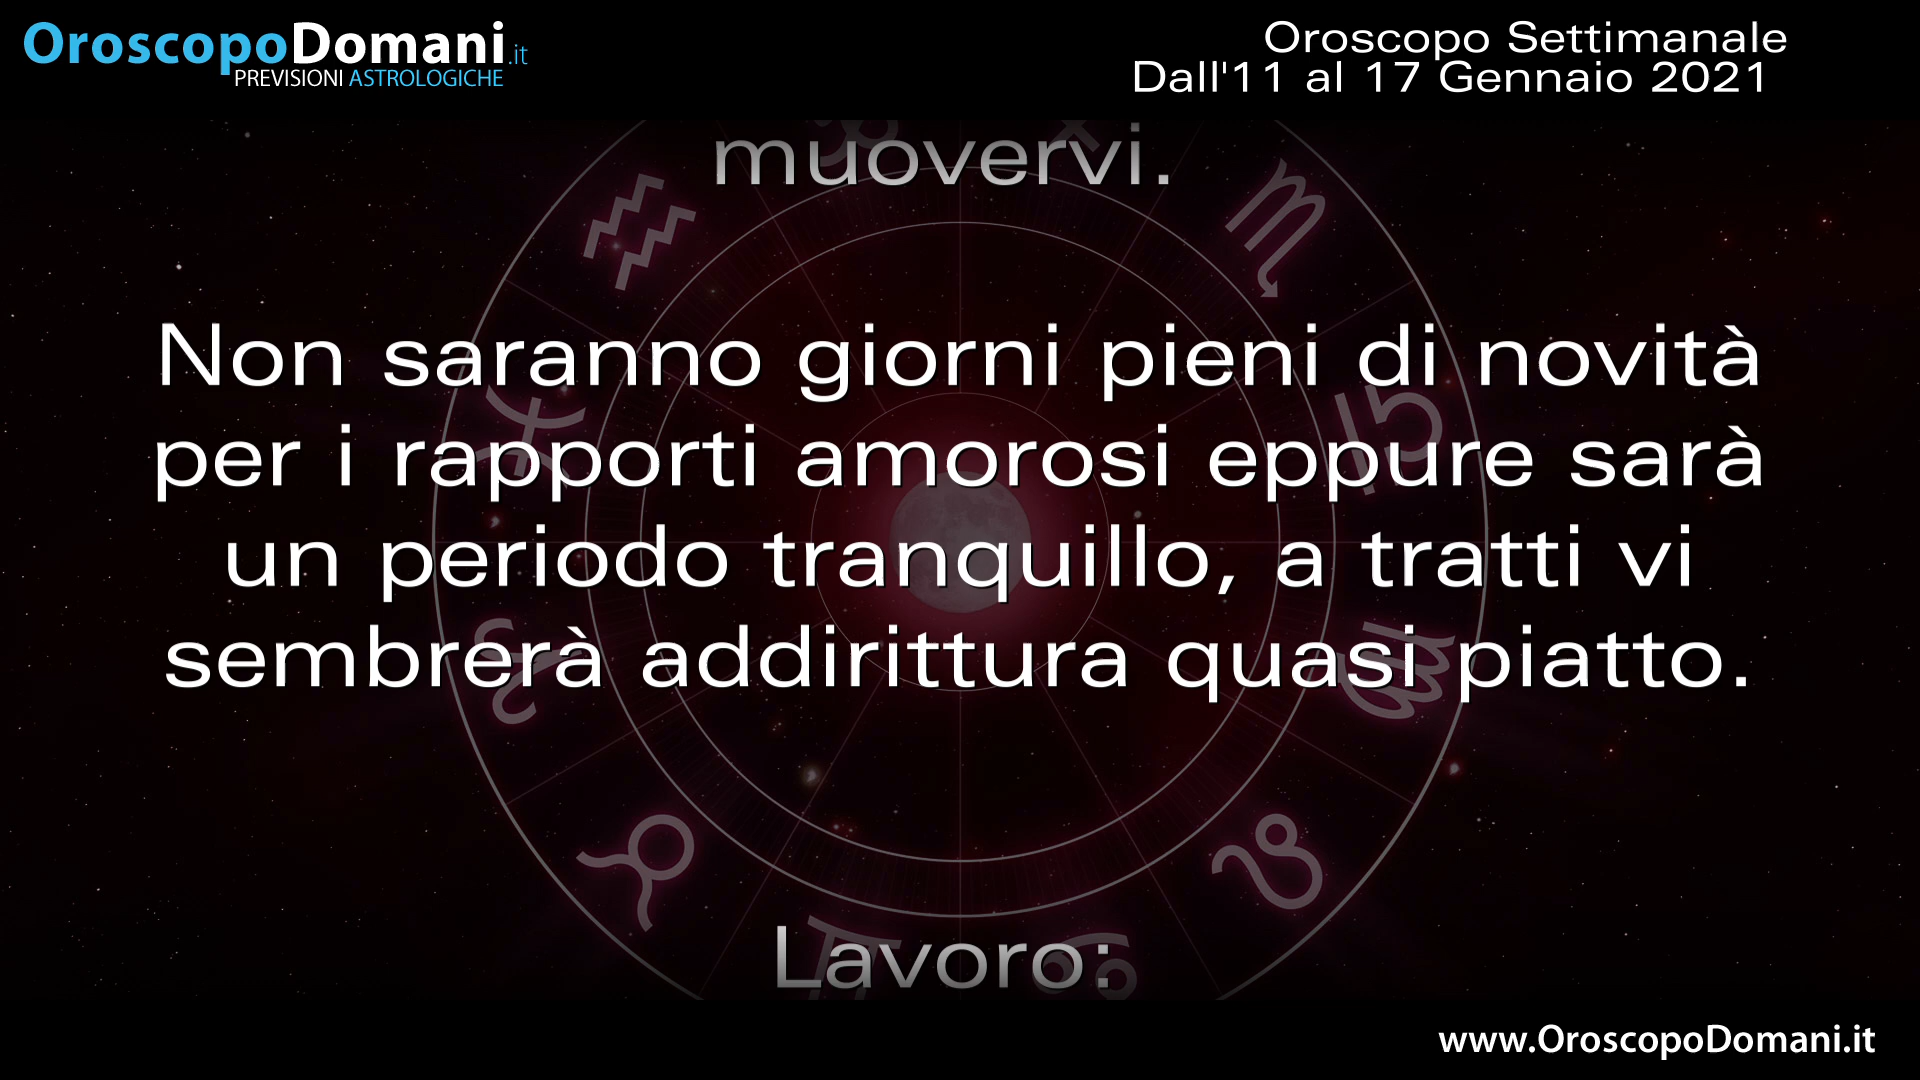 OroscopoDomani.it
PREVISIONI ASTROLOGICHE
Oroscopo Settimanale
Dall'11 al 17 Gennaio 2021
muovervi.
Non saranno giorni pieni di novità
per i rapporti amorosi eppure sarà
un periodo tranquillo, a tratti vi
sembrerà addirittura quasi piatto.
Lavoro:
www.OroscopoDomani.it